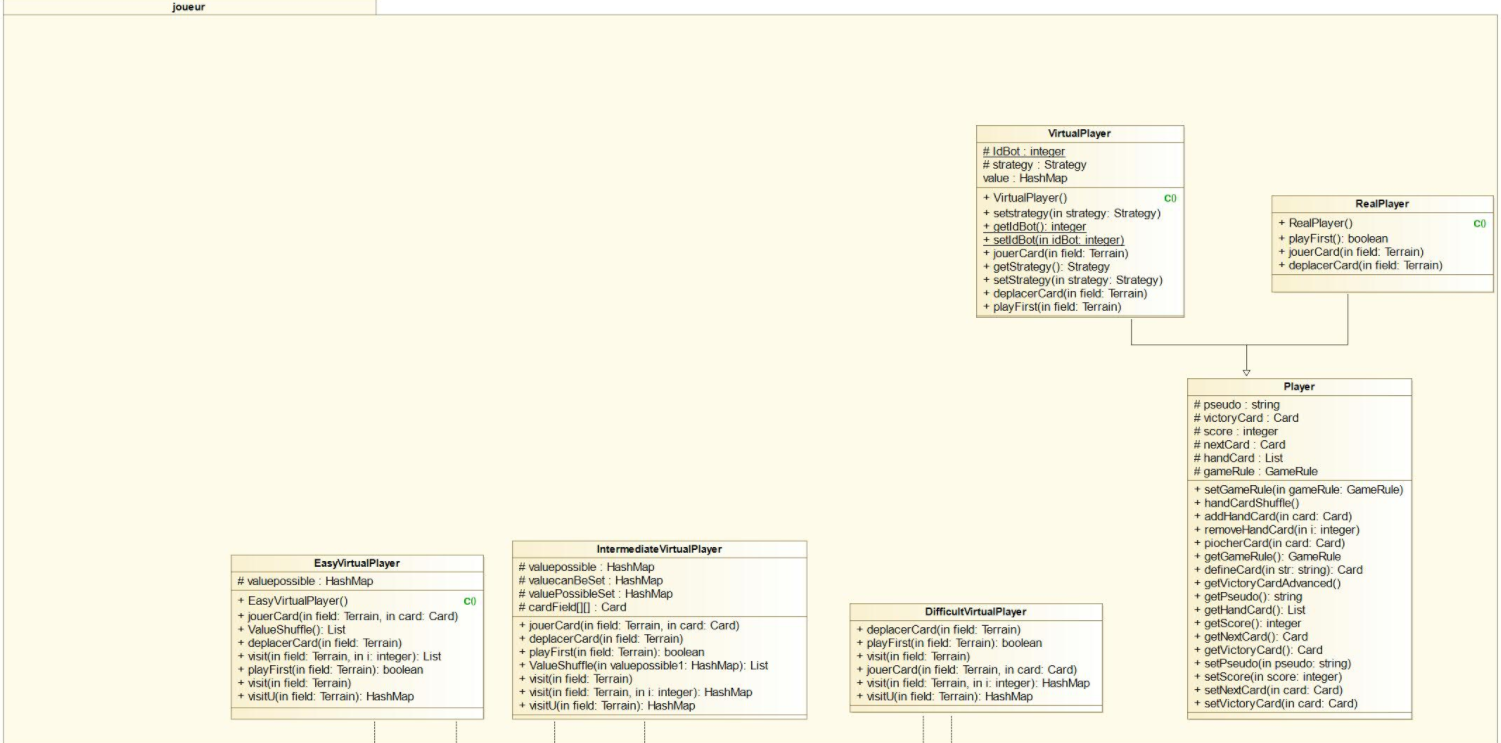 joueur
VirtualPlayer
# IdBot : integer
# strategy : Strategy
value : HashMap
+ VirtualPlayer() C()
+ setstrategy(in strategy: Strategy)
+ getIdBot(): integer
+ setIdBot(in idBot: integer)
+ jouerCard(in field: Terrain)
+ getStrategy(): Strategy
+ setStrategy(in strategy: Strategy)
+ deplacerCard(in field: Terrain)
+ playFirst(in field: Terrain)
RealPlayer
+ RealPlayer() C()
+ playFirst(): boolean
+ jouerCard(in field: Terrain)
+ deplacerCard(in field: Terrain)
Player
# pseudo : string
# victoryCard : Card
# score : integer
# nextCard : Card
# handCard : List
# gameRule : GameRule
+ setGameRule(in gameRule: GameRule)
+ handCardShuffle()
+ addHandCard(in card: Card)
+ removeHandCard(in i: integer)
+ piocherCard(in card: Card)
+ getGameRule(): GameRule
+ defineCard(in str: string): Card
+ getVictoryCardAdvanced()
+ getPseudo(): string
+ getHandCard(): List
+ getScore(): integer
+ getNextCard(): Card
+ getVictoryCard(): Card
+ setPseudo(in pseudo: string)
+ setScore(in score: integer)
+ setNextCard(in card: Card)
+ setVictoryCard(in card: Card)
EasyVirtualPlayer
# valuepossible : HashMap
+ EasyVirtualPlayer() C()
+ jouerCard(in field: Terrain, in card: Card)
+ ValueShuffle(): List
+ deplacerCard(in field: Terrain)
+ visit(in field: Terrain, in i: integer): List
+ playFirst(in field: Terrain): boolean
+ visit(in field: Terrain)
+ visitU(in field: Terrain): HashMap
IntermediateVirtualPlayer
# valuepossible : HashMap
# valuecanBeSet : HashMap
# valuePossibleSet : HashMap
# cardField[][] : Card
+ jouerCard(in field: Terrain, in card: Card)
+ deplacerCard(in field: Terrain)
+ playFirst(in field: Terrain): boolean
+ ValueShuffle(in valuepossible1: HashMap): List
+ visit(in field: Terrain)
+ visit(in field: Terrain, in i: integer): HashMap
+ visitU(in field: Terrain): HashMap
DifficultVirtualPlayer
+ deplacerCard(in field: Terrain)
+ playFirst(in field: Terrain): boolean
+ visit(in field: Terrain)
+ jouerCard(in field: Terrain, in card: Card)
+ visit(in field: Terrain, in i: integer): HashMap
+ visitU(in field: Terrain): HashMap